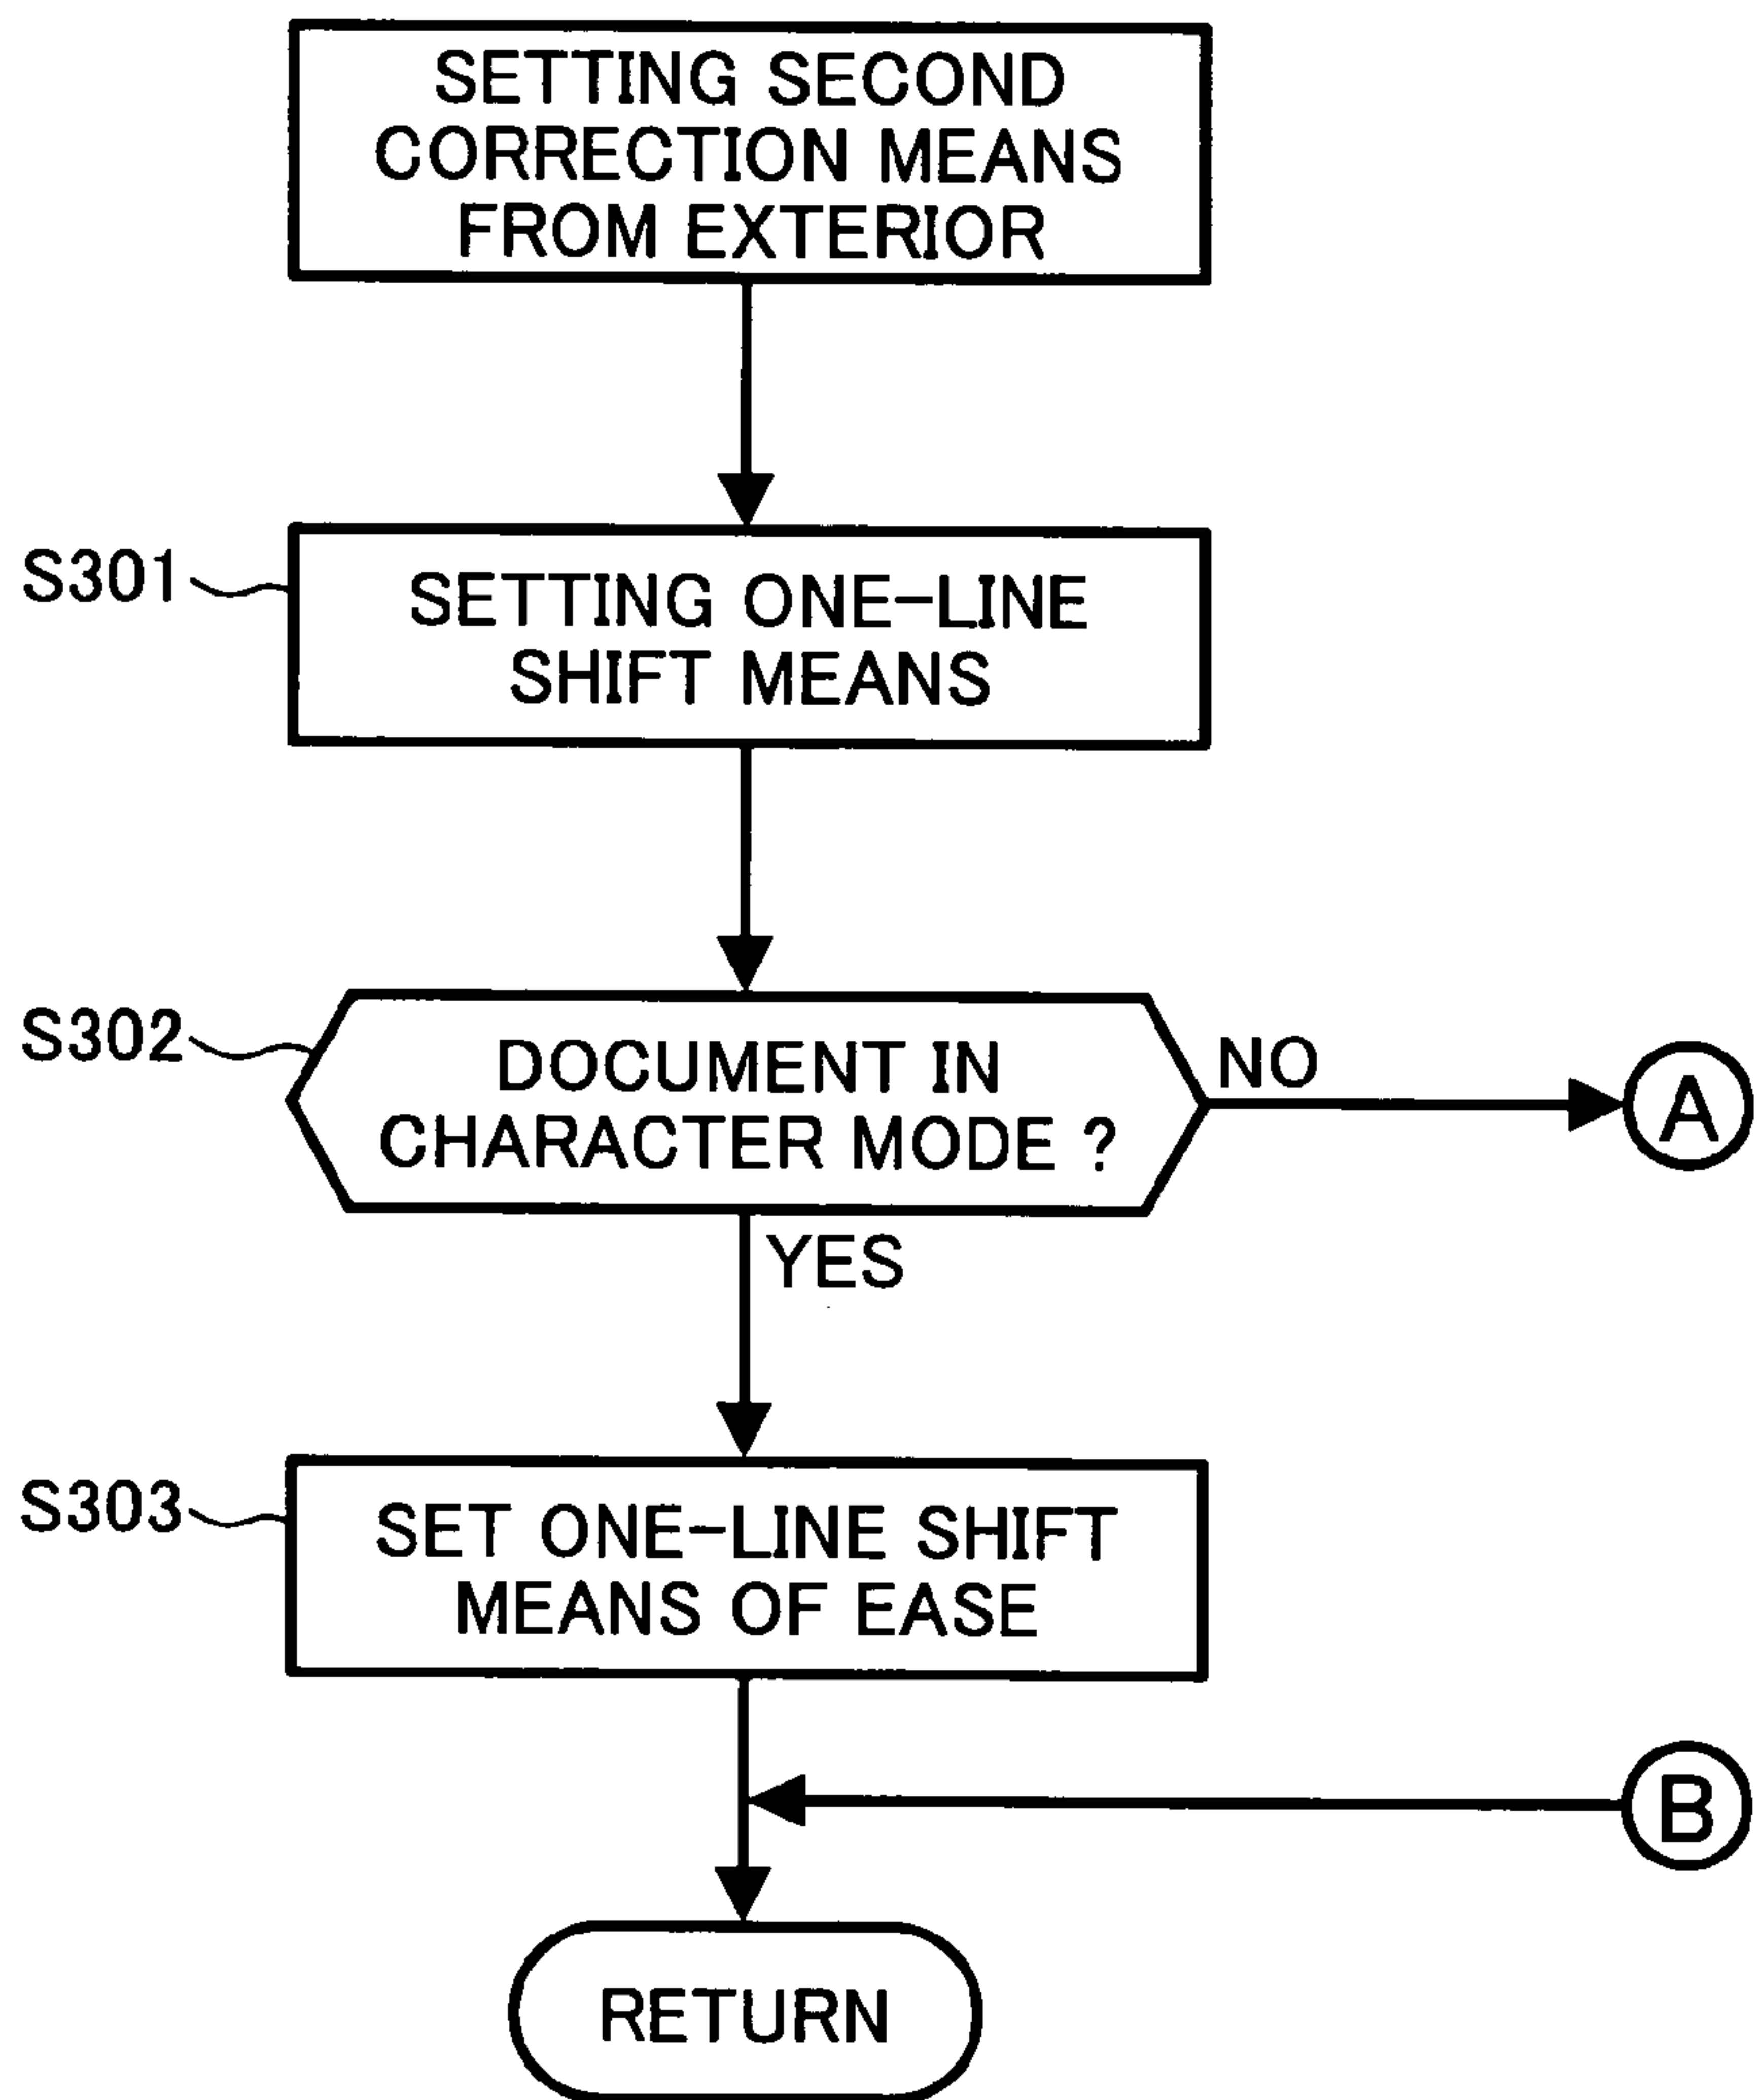 SETTING SECOND
CORRECTION MEANS
FROM EXTERIOR
S301
SETTING ONE-LINE
SHIFT MEANS
S302
DOCUMENT IN
CHARACTER MODE ?
NO
A
YES
S303
SET ONE-LINE SHIFT
MEANS OF EASE
B
RETURN